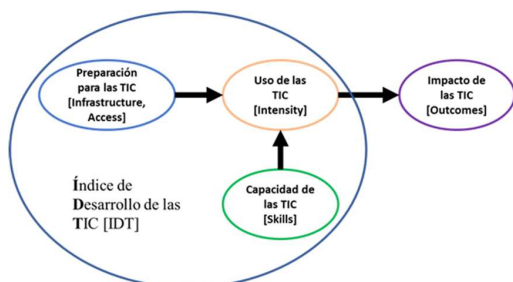 Preparación
para las TIC
[Infrastructure,
Access]
Uso de las
TIC
[Intensity]
Impacto de
las TIC
[Outcomes]
Capacidad de
las TIC
[Skills]
Índice de
Desarrollo de las
TIC [IDT]